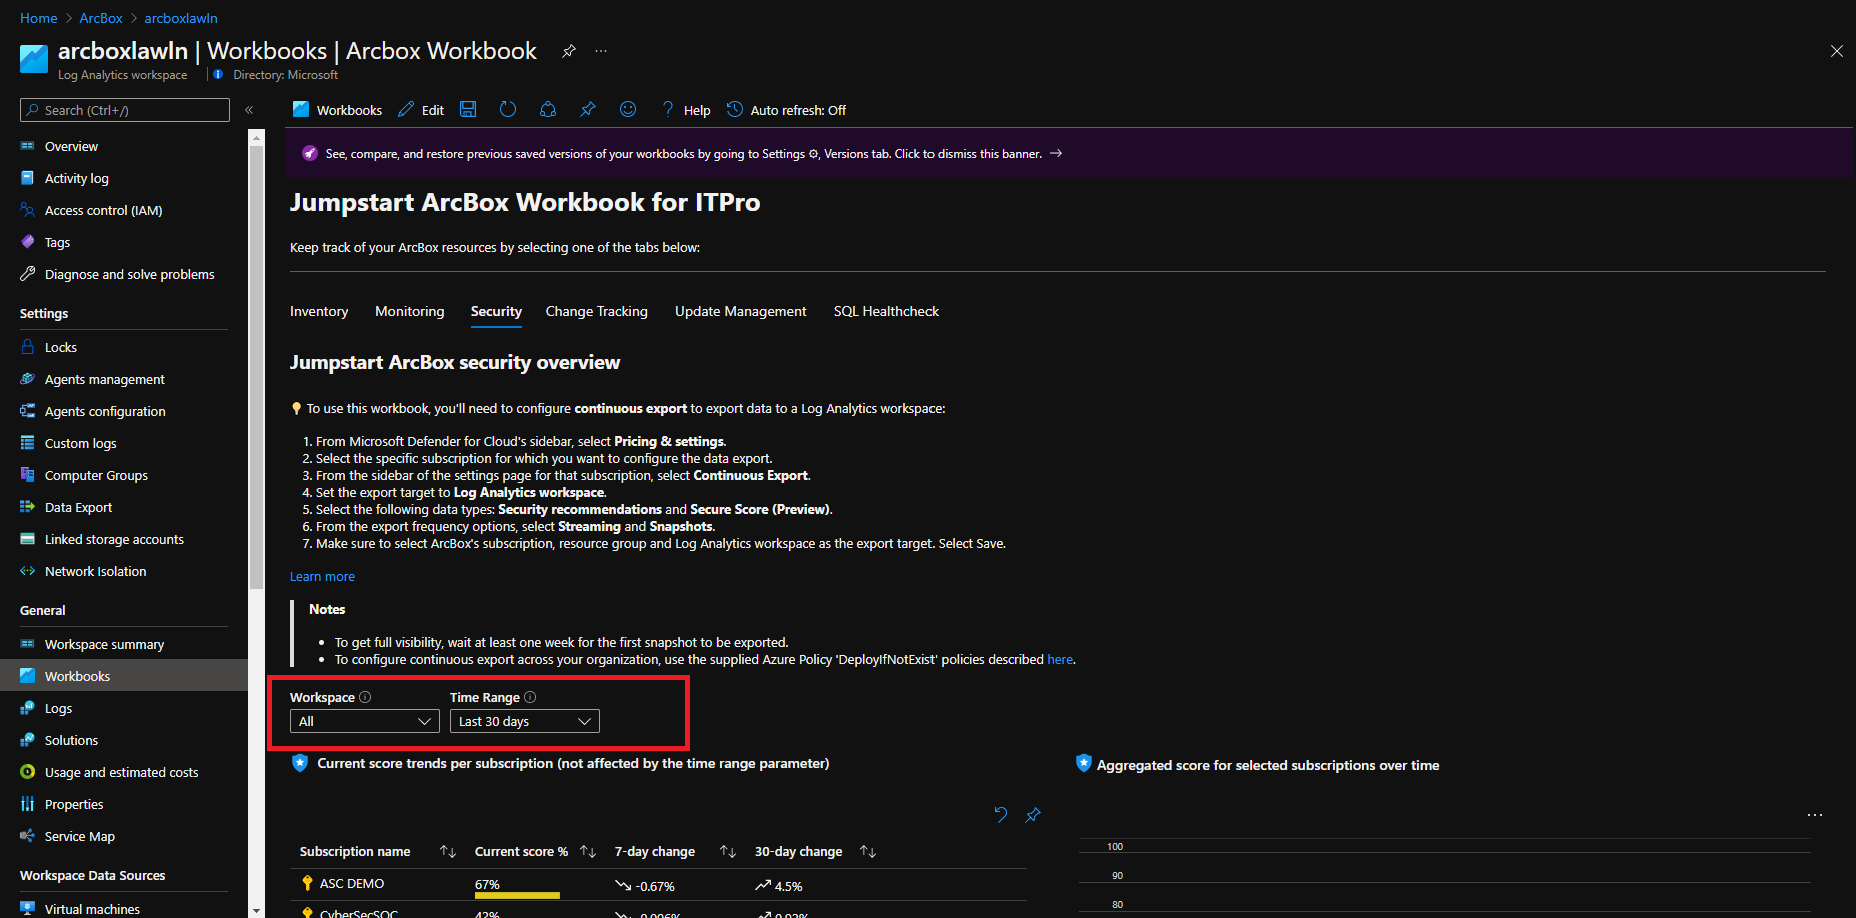 Home > ArcBox > arcboxlawln
arcboxlawln | Workbooks | Arcbox Workbook
Log Analytics workspace
Directory: Microsoft
Search (Ctrl+/)
Overview
Activity log
Access control (IAM)
Tags
Diagnose and solve problems
Settings
Locks
Agents management
Agents configuration
Custom logs
Computer Groups
Data Export
Linked storage accounts
Network Isolation
General
Workspace summary
Workbooks
Logs
Solutions
Usage and estimated costs
Properties
Service Map
Workspace Data Sources
Virtual machines
Workbooks Edit Help Auto refresh: Off
See, compare, and restore previous saved versions of your workbooks by going to Settings ⚙, Versions tab. Click to dismiss this banner. →
Jumpstart ArcBox Workbook for ITPro
Keep track of your ArcBox resources by selecting one of the tabs below:
Inventory Monitoring Security Change Tracking Update Management SQL Healthcheck
Jumpstart ArcBox security overview
To use this workbook, you'll need to configure continuous export to export data to a Log Analytics workspace:
1. From Microsoft Defender for Cloud's sidebar, select Pricing & settings.
2. Select the specific subscription for which you want to configure the data export.
3. From the sidebar of the settings page for that subscription, select Continuous Export.
4. Set the export target to Log Analytics workspace.
5. Select the following data types: Security recommendations and Secure Score (Preview).
6. From the export frequency options, select Streaming and Snapshots.
7. Make sure to select ArcBox's subscription, resource group and Log Analytics workspace as the export target. Select Save.
Learn more
Notes
• To get full visibility, wait at least one week for the first snapshot to be exported.
• To configure continuous export across your organization, use the supplied Azure Policy 'DeployIfNotExist' policies described here.
Workspace Time Range
All Last 30 days
Current score trends per subscription (not affected by the time range parameter)
Subscription name Current score % 7-day change 30-day change
ASC DEMO 67% -0.67% 4.5%
CyberSecSOC 42% -0.006% 0.02%
Aggregated score for selected subscriptions over time
100
90
80